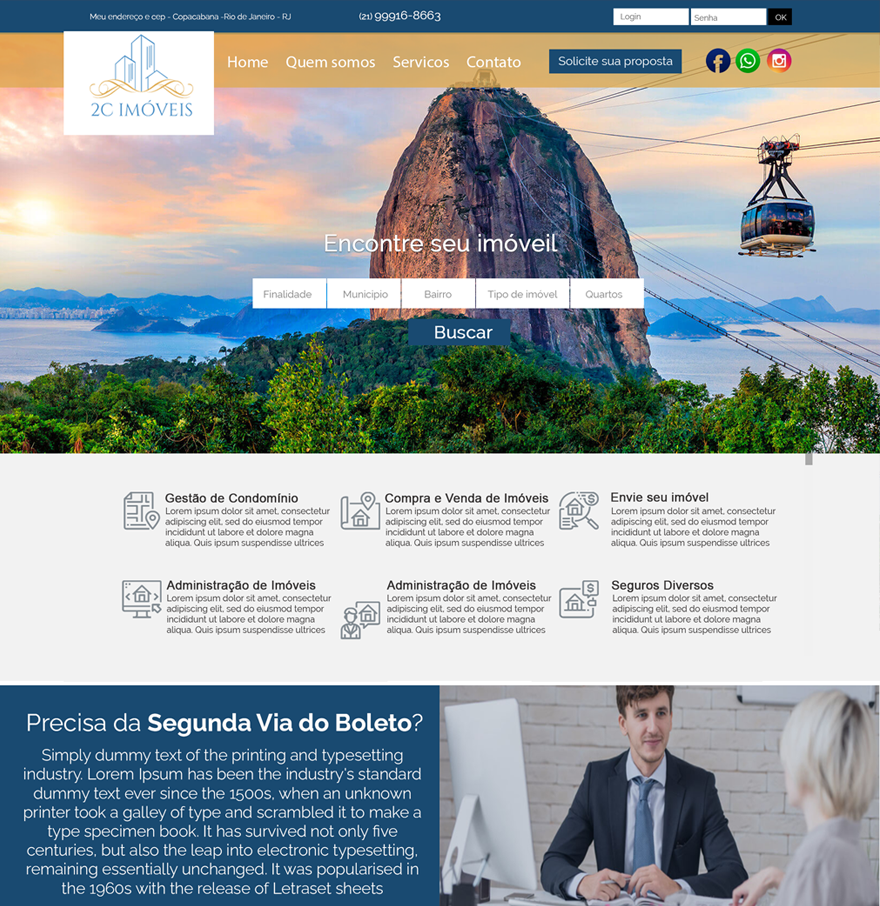 Meu endereço e cep - Copacabana -Rio de Janeiro - RJ
(21) 99916-8663
Login
Senha
OK
2C IMÓVEIS
Home
Quem somos
Servicos
Contato
Solicite sua proposta
Encontre seu imóveil
Finalidade
Municipio
Bairro
Tipo de imóvel
Quartos
Buscar
Gestão de Condomínio
Lorem ipsum dolor sit amet, consectetur
adipiscing elit, sed do eiusmod tempor
incididunt ut labore et dolore magna
aliqua. Quis ipsum suspendisse ultrices
Compra e Venda de Imóveis
Lorem ipsum dolor sit amet, consectetur
adipiscing elit, sed do eiusmod tempor
incididunt ut labore et dolore magna
aliqua. Quis ipsum suspendisse ultrices
Envie seu imóvel
Lorem ipsum dolor sit amet, consectetur
adipiscing elit, sed do eiusmod tempor
incididunt ut labore et dolore magna
aliqua. Quis ipsum suspendisse ultrices
Administração de Imóveis
Lorem ipsum dolor sit amet, consectetur
adipiscing elit, sed do eiusmod tempor
incididunt ut labore et dolore magna
aliqua. Quis ipsum suspendisse ultrices
Administração de Imóveis
Lorem ipsum dolor sit amet, consectetur
adipiscing elit, sed do eiusmod tempor
incididunt ut labore et dolore magna
aliqua. Quis ipsum suspendisse ultrices
Seguros Diversos
Lorem ipsum dolor sit amet, consectetur
adipiscing elit, sed do eiusmod tempor
incididunt ut labore et dolore magna
aliqua. Quis ipsum suspendisse ultrices
Precisa da Segunda Via do Boleto?
Simply dummy text of the printing and typesetting
industry. Lorem Ipsum has been the industry's standard
dummy text ever since the 1500s, when an unknown
printer took a galley of type and scrambled it to make a
type specimen book. It has survived not only five
centuries, but also the leap into electronic typesetting,
remaining essentially unchanged. It was popularised in
the 1960s with the release of Letraset sheets